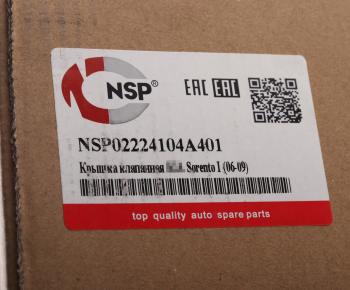 NSP®
EAC EAC
NSP02224104A401
Крышка клапанная Sorento I (06-09)
top quality auto spare parts